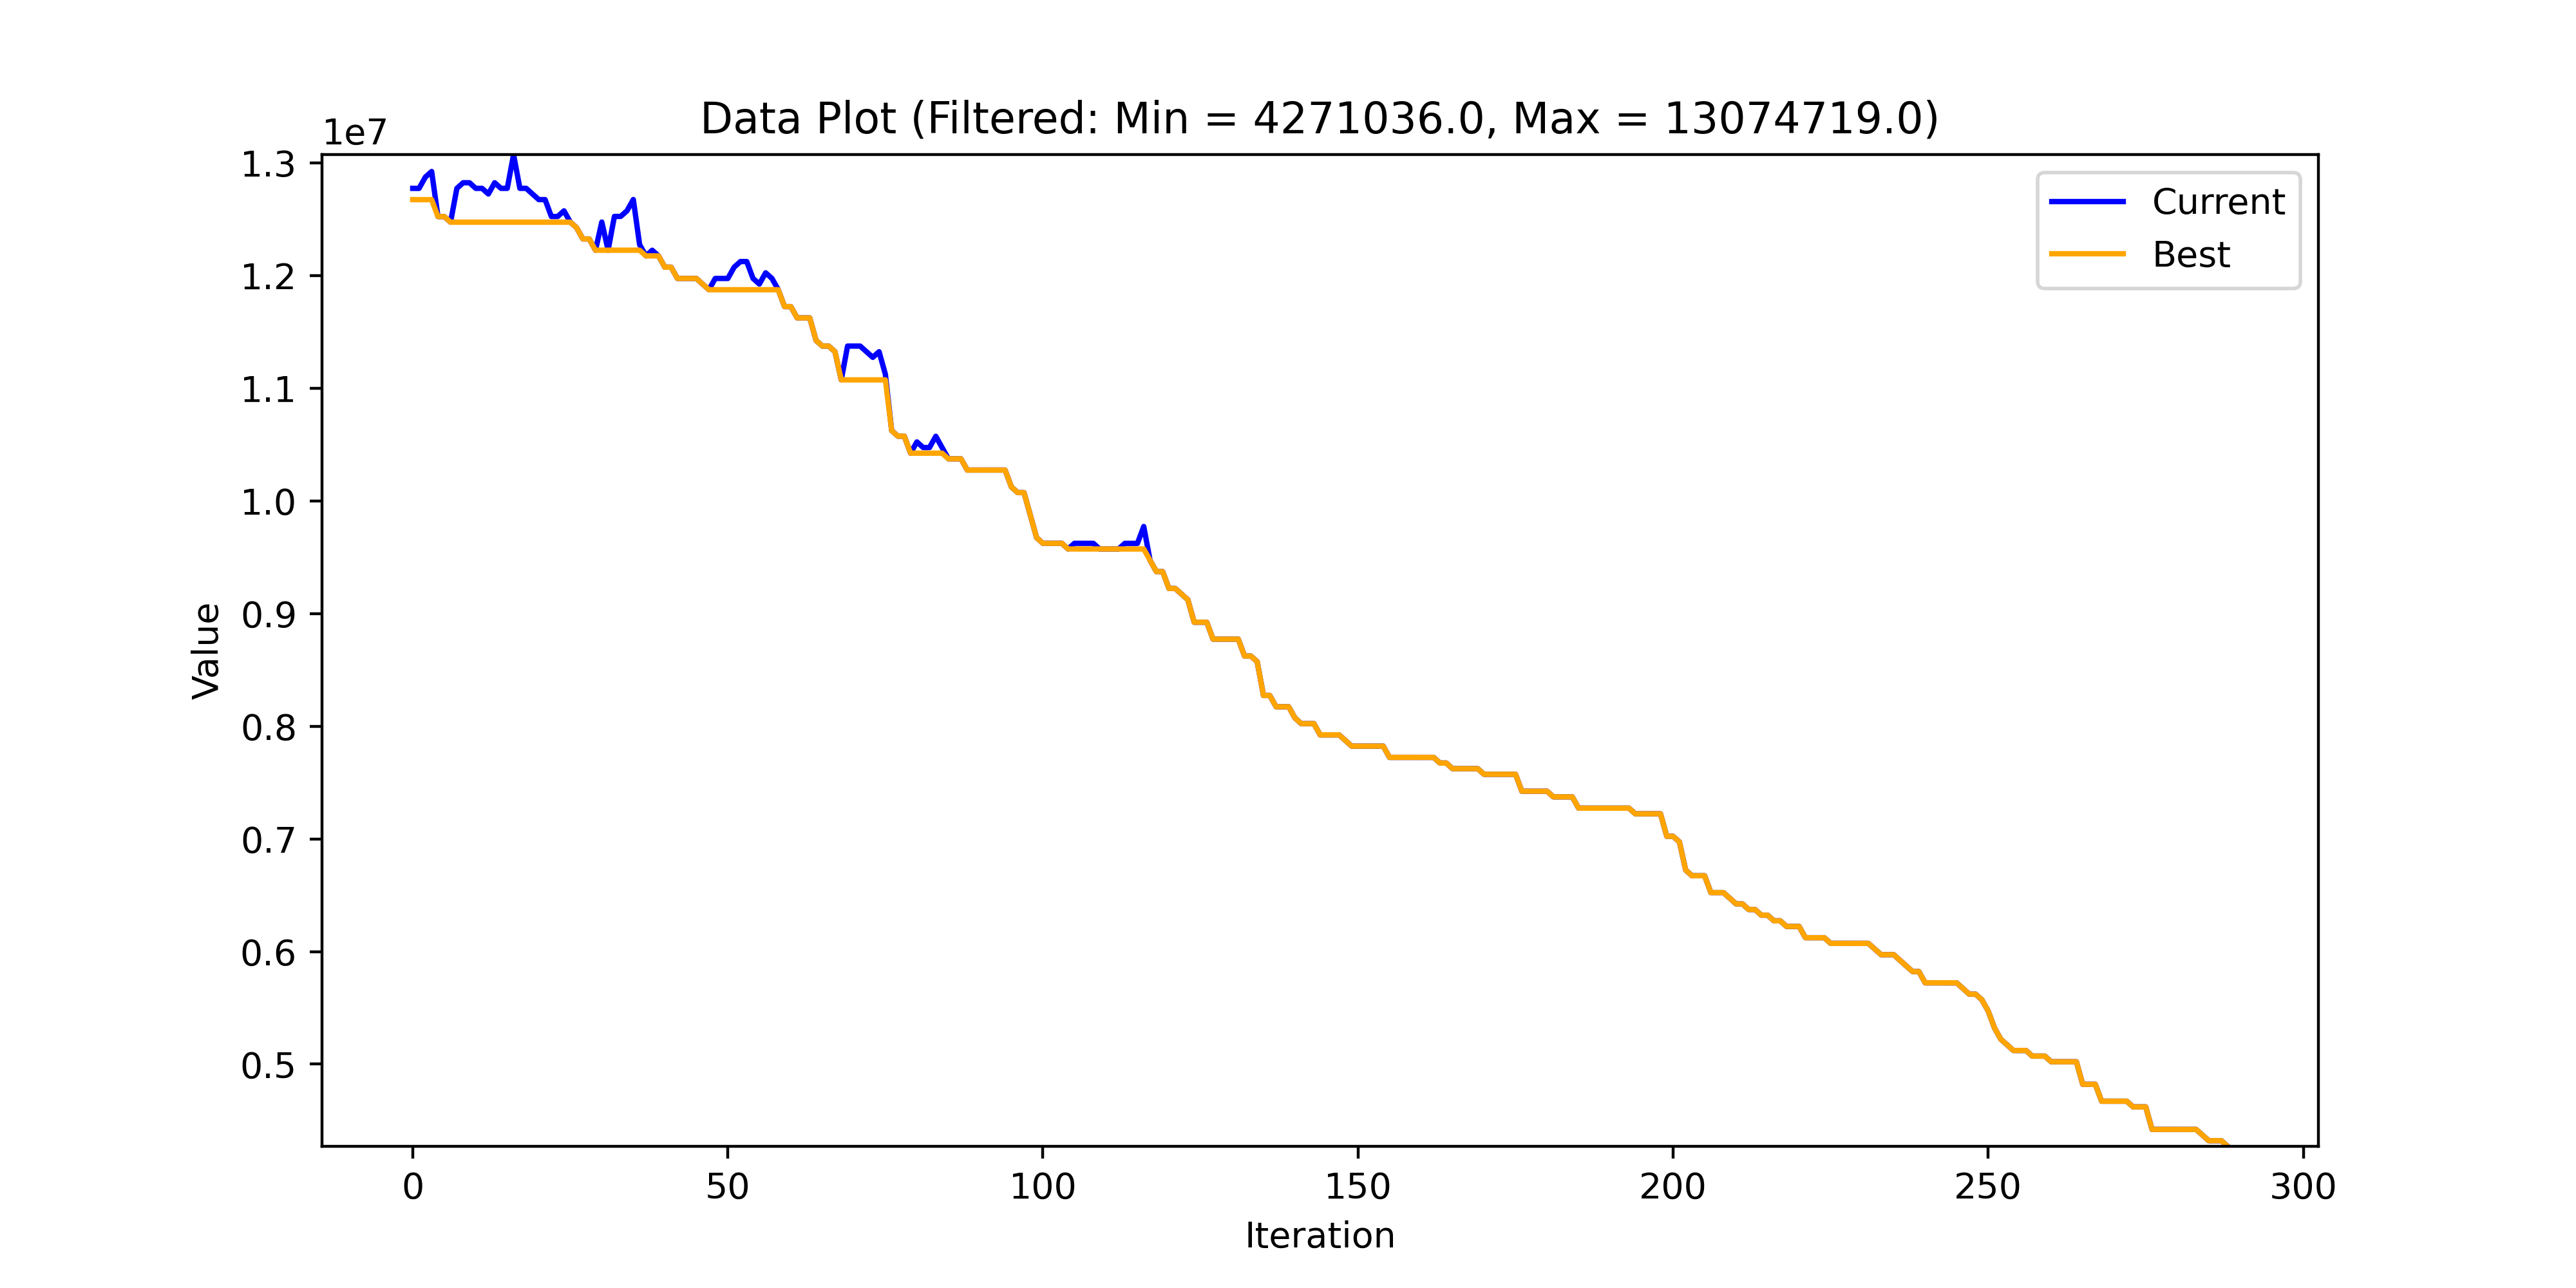 Data Plot (Filtered: Min = 4271036.0, Max = 13074719.0)
1e7
1.3
1.2
1.1
1.0
0.9
0.8
0.7
0.6
0.5
Value
Current
Best
0 50 100 150 200 250 300
Iteration